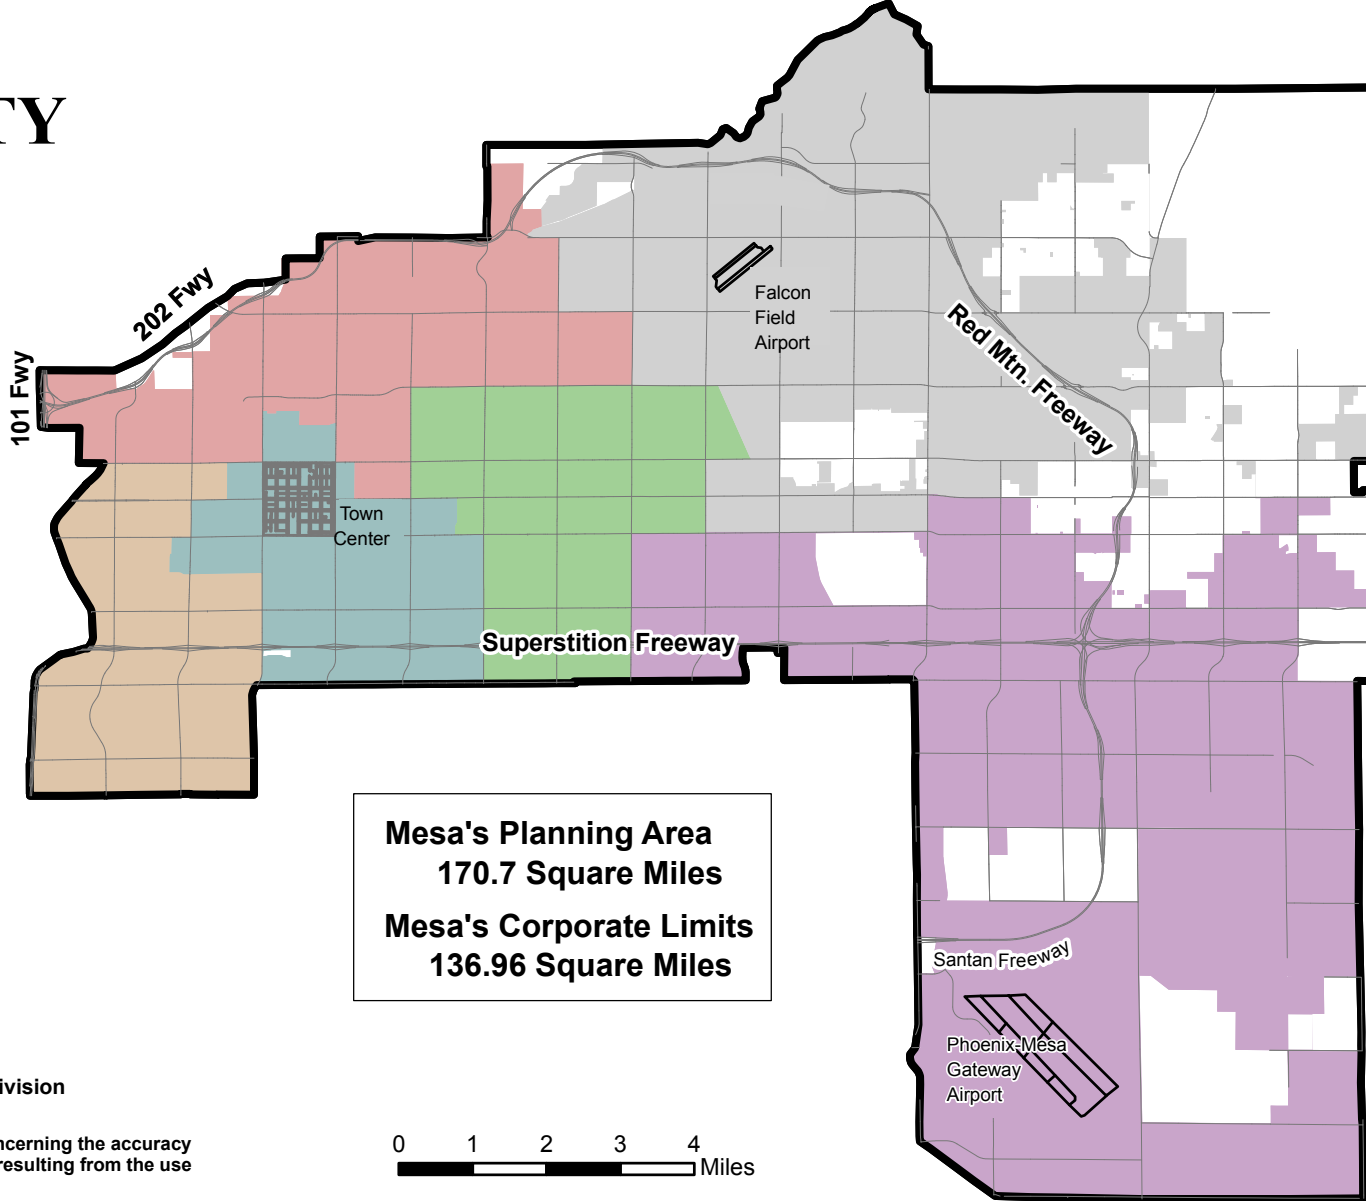 TY
202 Fwy
101 Fwy
Falcon
Field
Airport
Red Mtn. Freeway
Town
Center
Superstition Freeway
Mesa's Planning Area
170.7 Square Miles
Mesa's Corporate Limits
136.96 Square Miles
Santan Freeway
Phoenix-Mesa
Gateway
Airport
ivision
ncerning the accuracy
resulting from the use
0 1 2 3 4
Miles